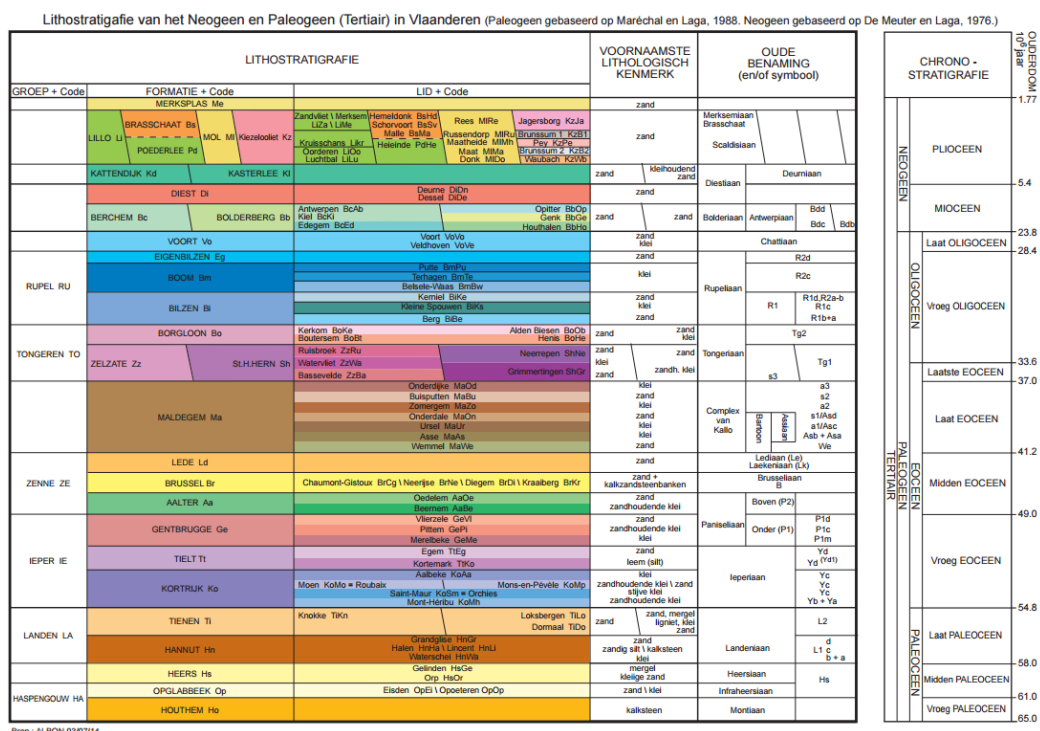 Lithostratigafie van het Neogeen en Paleogeen (Tertiair) in Vlaanderen (Paleogeen gebaseerd op Maréchal en Laga, 1988. Neogeen gebaseerd op De Meuter en Laga, 1976.)
LITHOSTRATIGRAFIE
VOORNAAMSTE LITHOLOGISCH KENMERK
OUDE BENAMING (en/of symbool)
CHRONO - STRATIGRAFIE
OUDERDOM 10⁶ jaar
GROEP + Code
FORMATIE + Code
LID + Code
MERKSPLAS Me
zand
1.77
LILLO Li
BRASSCHAAT Bs
POEDERLEE Pd
MOL Ml
Kiezelooliet Kz
Zandvliet \ Merksem
LiZa \ LiMe
Kruisschans Likr
Oorderen LiOo
Luchtbal LiLu
Hemeldonk BsHd
Schorvoort BsSv
Malle BsMa
Heieinde PdHe
Rees MlRe
Russendorp MlRu
Maatheide MlMh
Maat MlMa
Donk MlDo
Jagersborg KzJa
Brunssum 1 KzB1
Pey KzPe
Brunssum 2 KzB2
Waubach KzWb
zand
Merksemiaan
Brasschaat
Scaldisiaan
KATTENDIJK Kd
KASTERLEE Kl
zand
kleihoudend zand
Diestiaan
Deurniaan
DIEST Di
Deurne DiDn
Dessel DiDe
zand
BERCHEM Bc
BOLDERBERG Bb
Antwerpen BcAb
Kiel BcKi
Edegem BcEd
Opitter BbOp
Genk BbGe
Houthalen BbHo
zand
zand
Bolderiaan
Antwerpiaan
Bdd
Bdc
Bdb
VOORT Vo
Voort VoVo
Veldhoven VoVe
zand
klei
Chattiaan
RUPEL RU
EIGENBILZEN Eg
zand
R2d
BOOM Bm
Putte BmPu
Terhagen BmTe
Belsele-Waas BmBw
klei
Rupeliaan
R2c
BILZEN Bi
Kerniel BiKe
Kleine Spouwen BiKs
Berg BiBe
zand
klei
zand
R1
R1d,R2a-b
R1c
R1b+a
TONGEREN TO
BORGLOON Bo
Kerkom BoKe
Boutersem BoBt
Alden Biesen BoOb
Henis BoHe
zand
zand
klei
Tg2
ZELZATE Zz
St.H.HERN Sh
Ruisbroek ZzRu
Watervliet ZzWa
Bassevelde ZzBa
Neerrepen ShNe
Grimmertingen ShGr
zand
klei
zand
zand
zandh. klei
Tongeriaan
Tg1
s3
MALDEGEM Ma
Onderdijke MaOd
Buisputten MaBu
Zomergem MaZo
Onderdale MaOn
Ursel MaUr
Asse MaAs
Wemmel MaWe
klei
zand
klei
zand
klei
klei
zand
Complex van Kallo
Bartoon
Assiaan
a3
s2
a2
s1/Asd
a1/Asc
Asb + Asa
We
ZENNE ZE
LEDE Ld
zand
Lediaan (Le)
Laekeniaan (Lk)
BRUSSEL Br
Chaumont-Gistoux BrCg \ Neerijse BrNe \ Diegem BrDi \ Kraaiberg BrKr
zand +
kalkzandsteenbanken
Brusseliaan
B
AALTER Aa
Oedelem AaOe
Beernem AaBe
zand
zandhoudende klei
Paniseliaan
Boven (P2)
IEPER IE
GENTBRUGGE Ge
Vlierzele GeVl
Pittem GePi
Merelbeke GeMe
zand
zandhoudende klei
klei
Onder (P1)
P1d
P1c
P1m
TIELT Tt
Egem TtEg
Kortemark TtKo
zand
leem (silt)
Ieperiaan
Yd
Yd (Yd1)
KORTRIJK Ko
Aalbeke KoAa
Moen KoMo = Roubaix
Mons-en-Pévèle KoMp
Saint-Maur KoSm = Orchies
Mont-Héribu KoMh
klei
zandhoudende klei \ zand
stijve klei
zandhoudende klei
Yc
Yc
Yc
Yb + Ya
LANDEN LA
TIENEN Ti
Knokke TiKn
Loksbergen TiLo
Dormaal TiDo
zand
zand, mergel
ligniet, klei
zand
Landeniaan
L2
HANNUT Hn
Grandglise HnGr
Halen HnHa \ Lincent HnLi
Waterschei HnWa
zand
zandig silt \ kalksteen
klei
L1
d
c
b + a
HEERS Hs
Gelinden HsGe
Orp HsOr
mergel
kleiige zand
Heersiaan
Hs
HASPENGOUW HA
OPGLABBEEK Op
Eisden OpEi \ Opoeteren OpOp
zand \ klei
Infraheersiaan
HOUTHEM Ho
kalksteen
Montiaan
TERTIAIR
NEOGEEN
PALEOGEEN
OLIGOCEEN
EOCEEN
PALEOCEEN
PLIOCEEN
5.4
MIOCEEN
23.8
Laat OLIGOCEEN
28.4
Vroeg OLIGOCEEN
33.6
Laatste EOCEEN
37.0
Laat EOCEEN
41.2
Midden EOCEEN
49.0
Vroeg EOCEEN
54.8
Laat PALEOCEEN
58.0
Midden PALEOCEEN
61.0
Vroeg PALEOCEEN
65.0